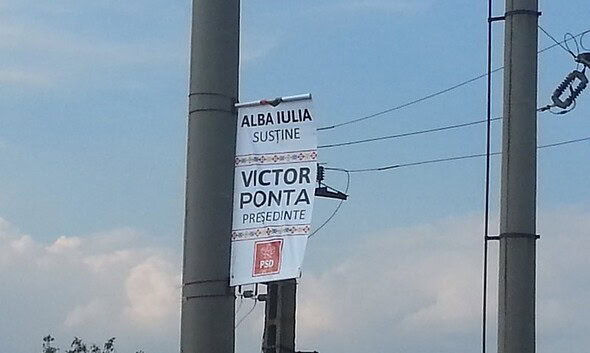 ALBA IULIA
SUSȚINE
VICTOR
PONTA
PREȘEDINTE
PSD